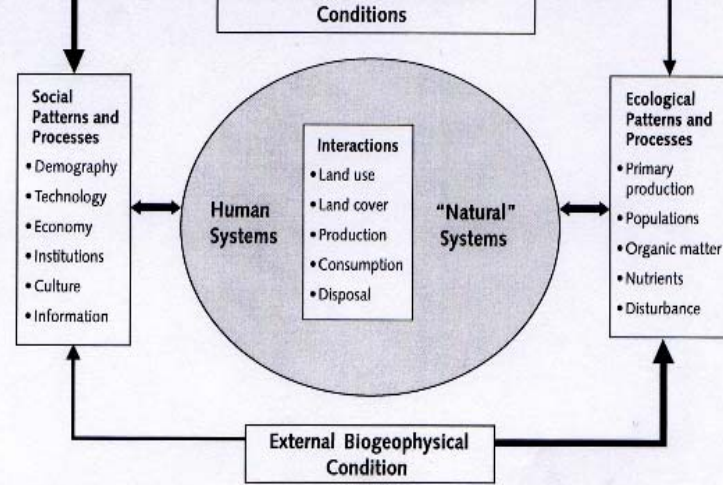 Conditions
Social
Patterns and
Processes
• Demography
• Technology
• Economy
• Institutions
• Culture
• Information
Human
Systems
Interactions
• Land use
• Land cover
• Production
• Consumption
• Disposal
“Natural”
Systems
Ecological
Patterns and
Processes
• Primary
production
• Populations
• Organic matter
• Nutrients
• Disturbance
External Biogeophysical
Condition